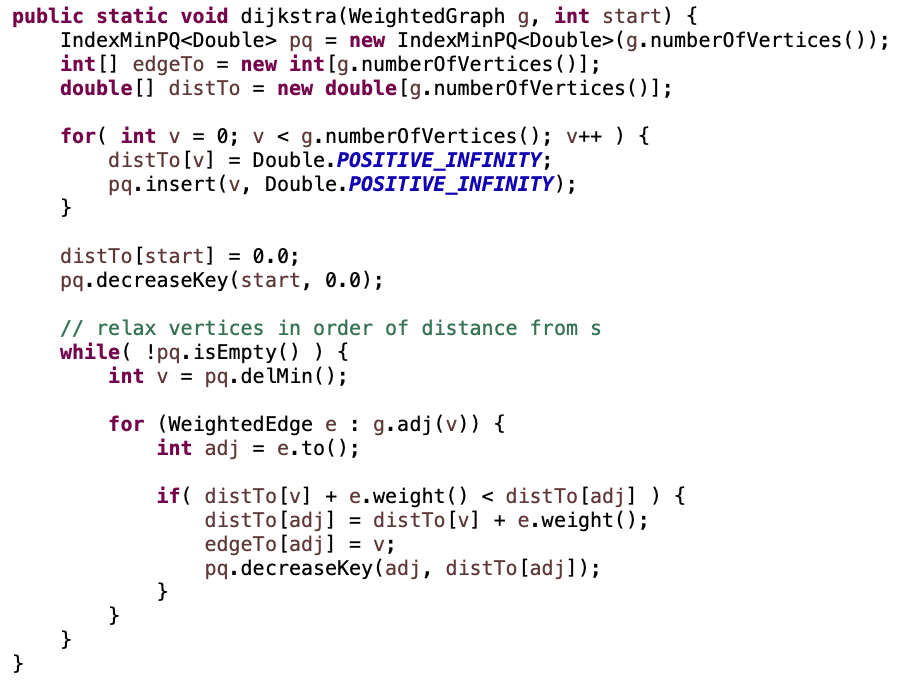 public static void dijkstra(WeightedGraph g, int start) {
    IndexMinPQ<Double> pq = new IndexMinPQ<Double>(g.numberOfVertices());
    int[] edgeTo = new int[g.numberOfVertices()];
    double[] distTo = new double[g.numberOfVertices()];

    for( int v = 0; v < g.numberOfVertices(); v++ ) {
        distTo[v] = Double.POSITIVE_INFINITY;
        pq.insert(v, Double.POSITIVE_INFINITY);
    }

    distTo[start] = 0.0;
    pq.decreaseKey(start, 0.0);

    // relax vertices in order of distance from s
    while( !pq.isEmpty() ) {
        int v = pq.delMin();

        for (WeightedEdge e : g.adj(v)) {
            int adj = e.to();

            if( distTo[v] + e.weight() < distTo[adj] ) {
                distTo[adj] = distTo[v] + e.weight();
                edgeTo[adj] = v;
                pq.decreaseKey(adj, distTo[adj]);
            }
        }
    }
}